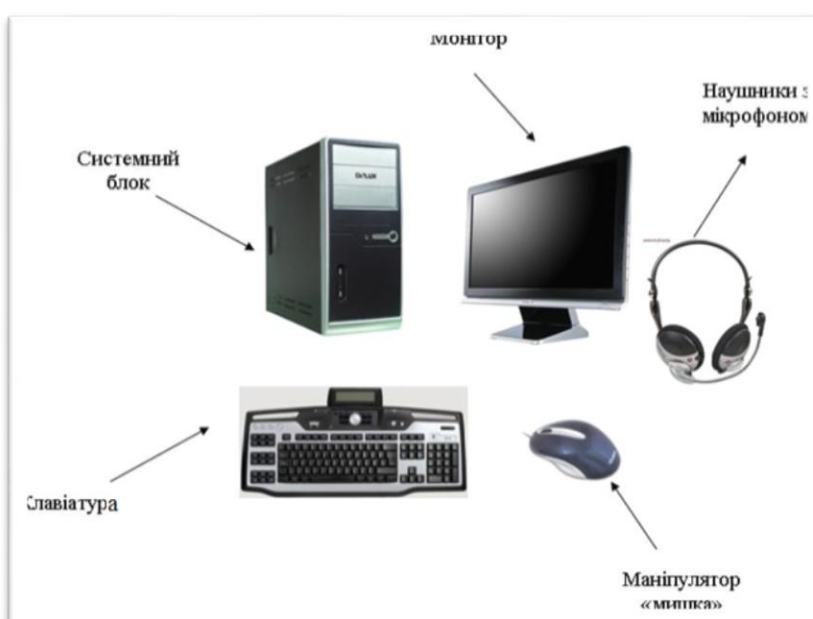 Монітор
Наушники з
мікрофоном
Системний
блок
Клавіатура
Маніпулятор
«мишка»